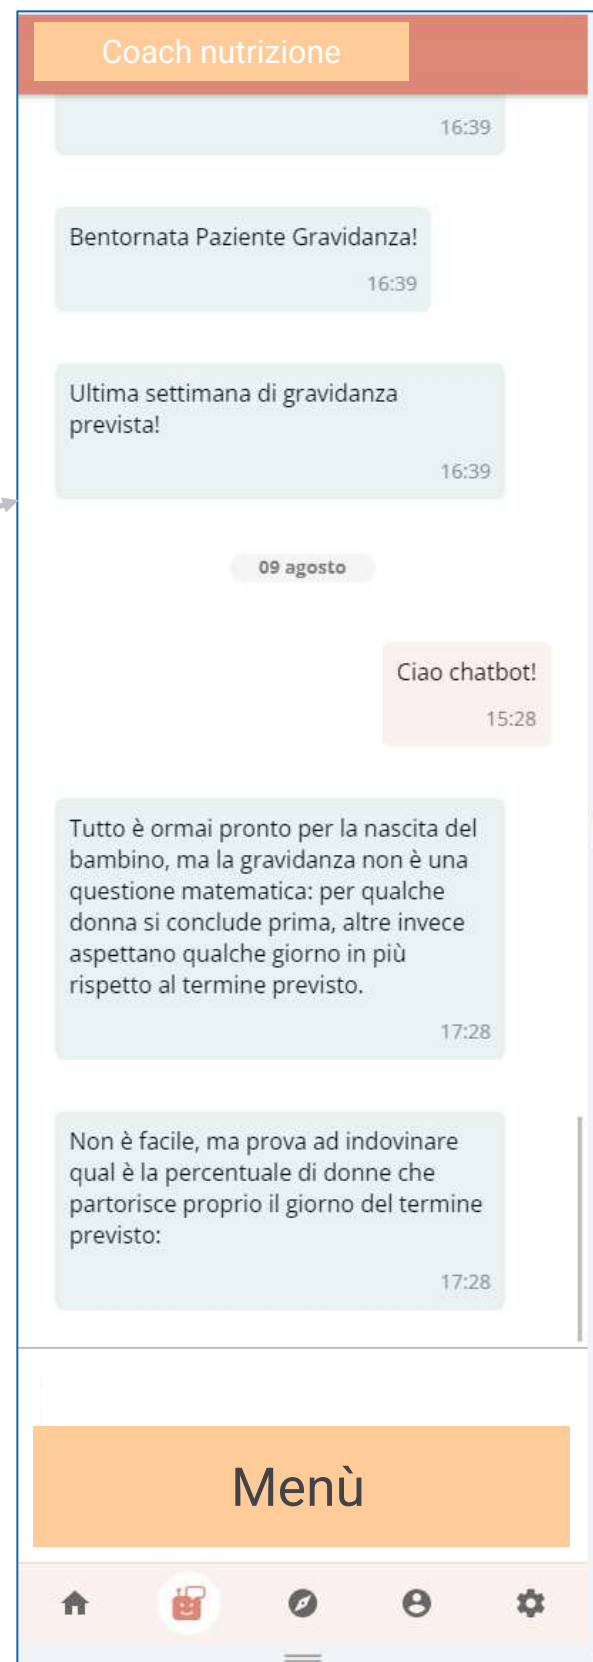 Coach nutrizione
16:39
Bentornata Paziente Gravidanza!
16:39
Ultima settimana di gravidanza
prevista!
16:39
09 agosto
Ciao chatbot!
15:28
Tutto è ormai pronto per la nascita del
bambino, ma la gravidanza non è una
questione matematica: per qualche
donna si conclude prima, altre invece
aspettano qualche giorno in più
rispetto al termine previsto.
17:28
Non è facile, ma prova ad indovinare
qual è la percentuale di donne che
partorisce proprio il giorno del termine
previsto:
17:28
Menù